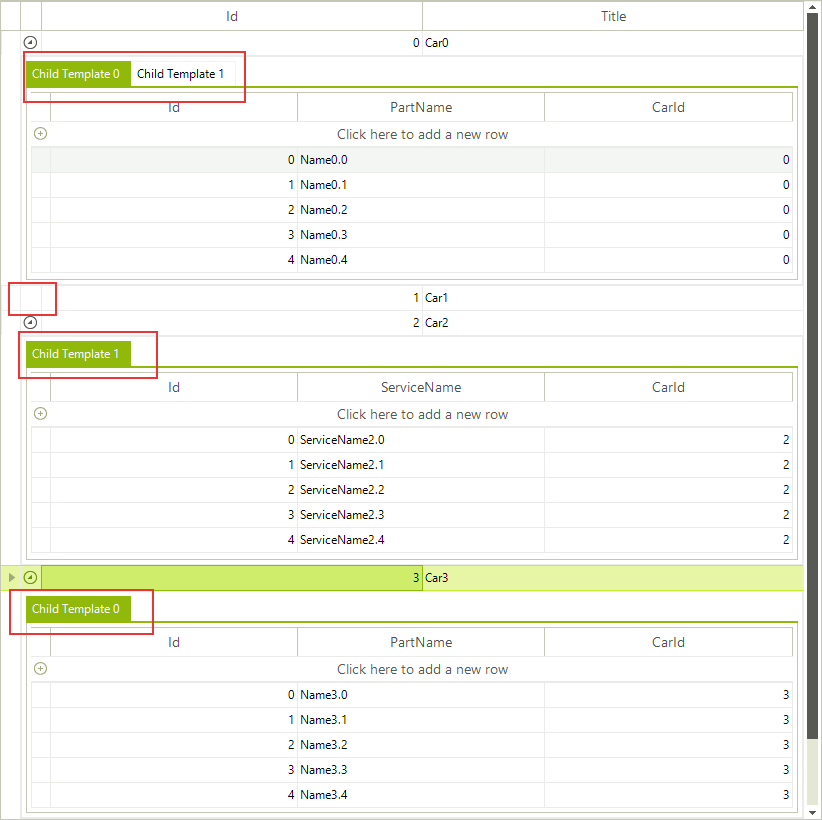 Id Title
0 Car0
Child Template 0 Child Template 1
Id PartName CarId
Click here to add a new row
0 Name0.0 0
1 Name0.1 0
2 Name0.2 0
3 Name0.3 0
4 Name0.4 0
1 Car1
2 Car2
Child Template 1
Id ServiceName CarId
Click here to add a new row
0 ServiceName2.0 2
1 ServiceName2.1 2
2 ServiceName2.2 2
3 ServiceName2.3 2
4 ServiceName2.4 2
3 Car3
Child Template 0
Id PartName CarId
Click here to add a new row
0 Name3.0 3
1 Name3.1 3
2 Name3.2 3
3 Name3.3 3
4 Name3.4 3